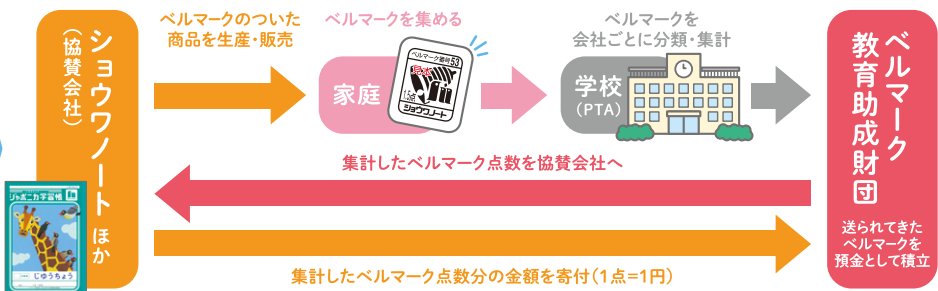 ショウワノート ほか
（協賛会社）
ジャポニカ学習帳
じゆうちょう
ベルマークのついた
商品を生産・販売
ベルマークを集める
家庭
ベルマーク番号 53
1.5点
ショウワノート
ベルマークを
会社ごとに分類・集計
学校
（PTA）
ベルマーク
教育助成財団
送られてきた
ベルマークを
預金として積立
集計したベルマーク点数を協賛会社へ
集計したベルマーク点数分の金額を寄付（1点=1円）